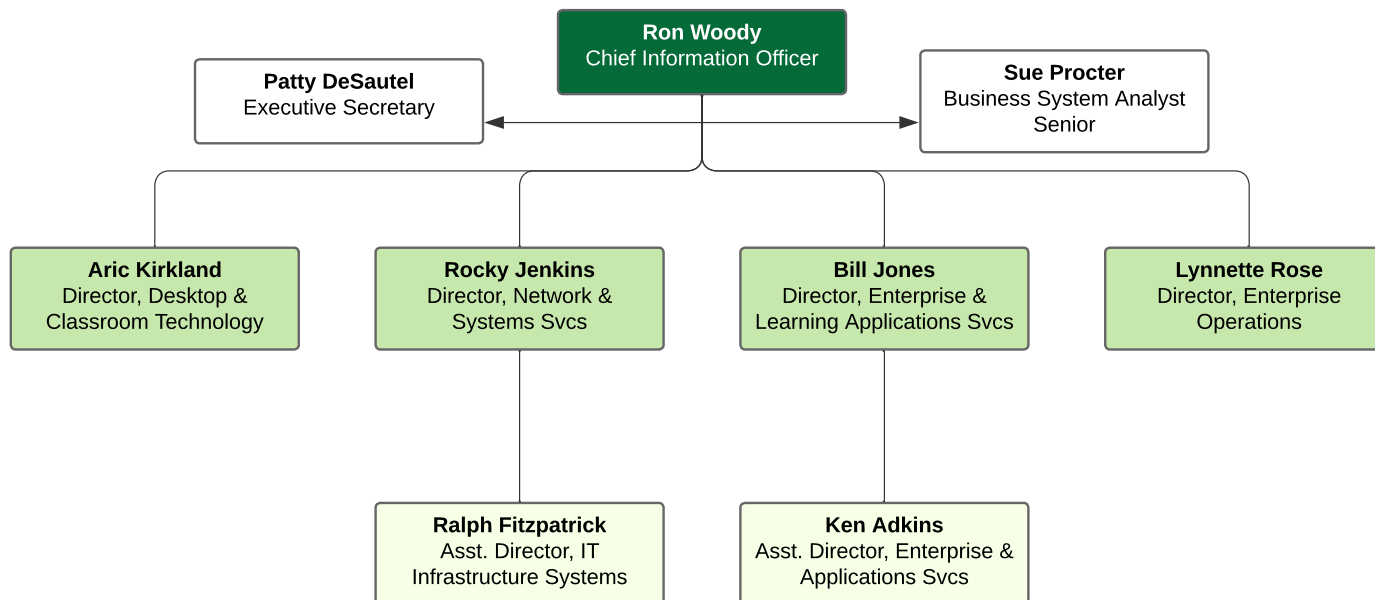 Ron Woody
Chief Information Officer
Patty DeSautel
Executive Secretary
Sue Procter
Business System Analyst
Senior
Aric Kirkland
Director, Desktop &
Classroom Technology
Rocky Jenkins
Director, Network &
Systems Svcs
Bill Jones
Director, Enterprise &
Learning Applications Svcs
Lynnette Rose
Director, Enterprise
Operations
Ralph Fitzpatrick
Asst. Director, IT
Infrastructure Systems
Ken Adkins
Asst. Director, Enterprise &
Applications Svcs